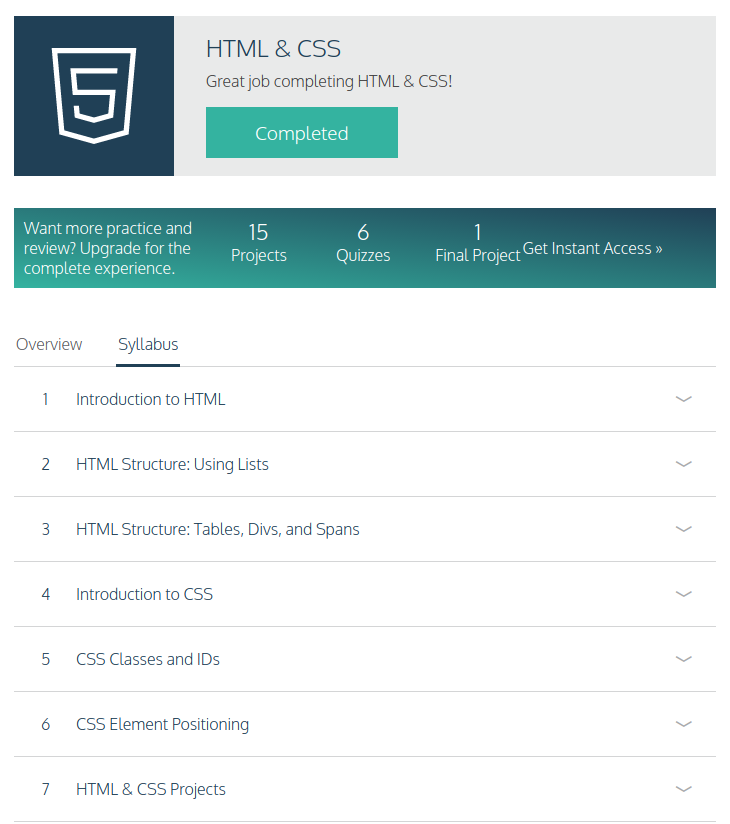 HTML & CSS
Great job completing HTML & CSS!
Completed
Want more practice and
review? Upgrade for the
complete experience.
15
Projects
6
Quizzes
1
Final Project
Get Instant Access »
Overview
Syllabus
1 Introduction to HTML
2 HTML Structure: Using Lists
3 HTML Structure: Tables, Divs, and Spans
4 Introduction to CSS
5 CSS Classes and IDs
6 CSS Element Positioning
7 HTML & CSS Projects